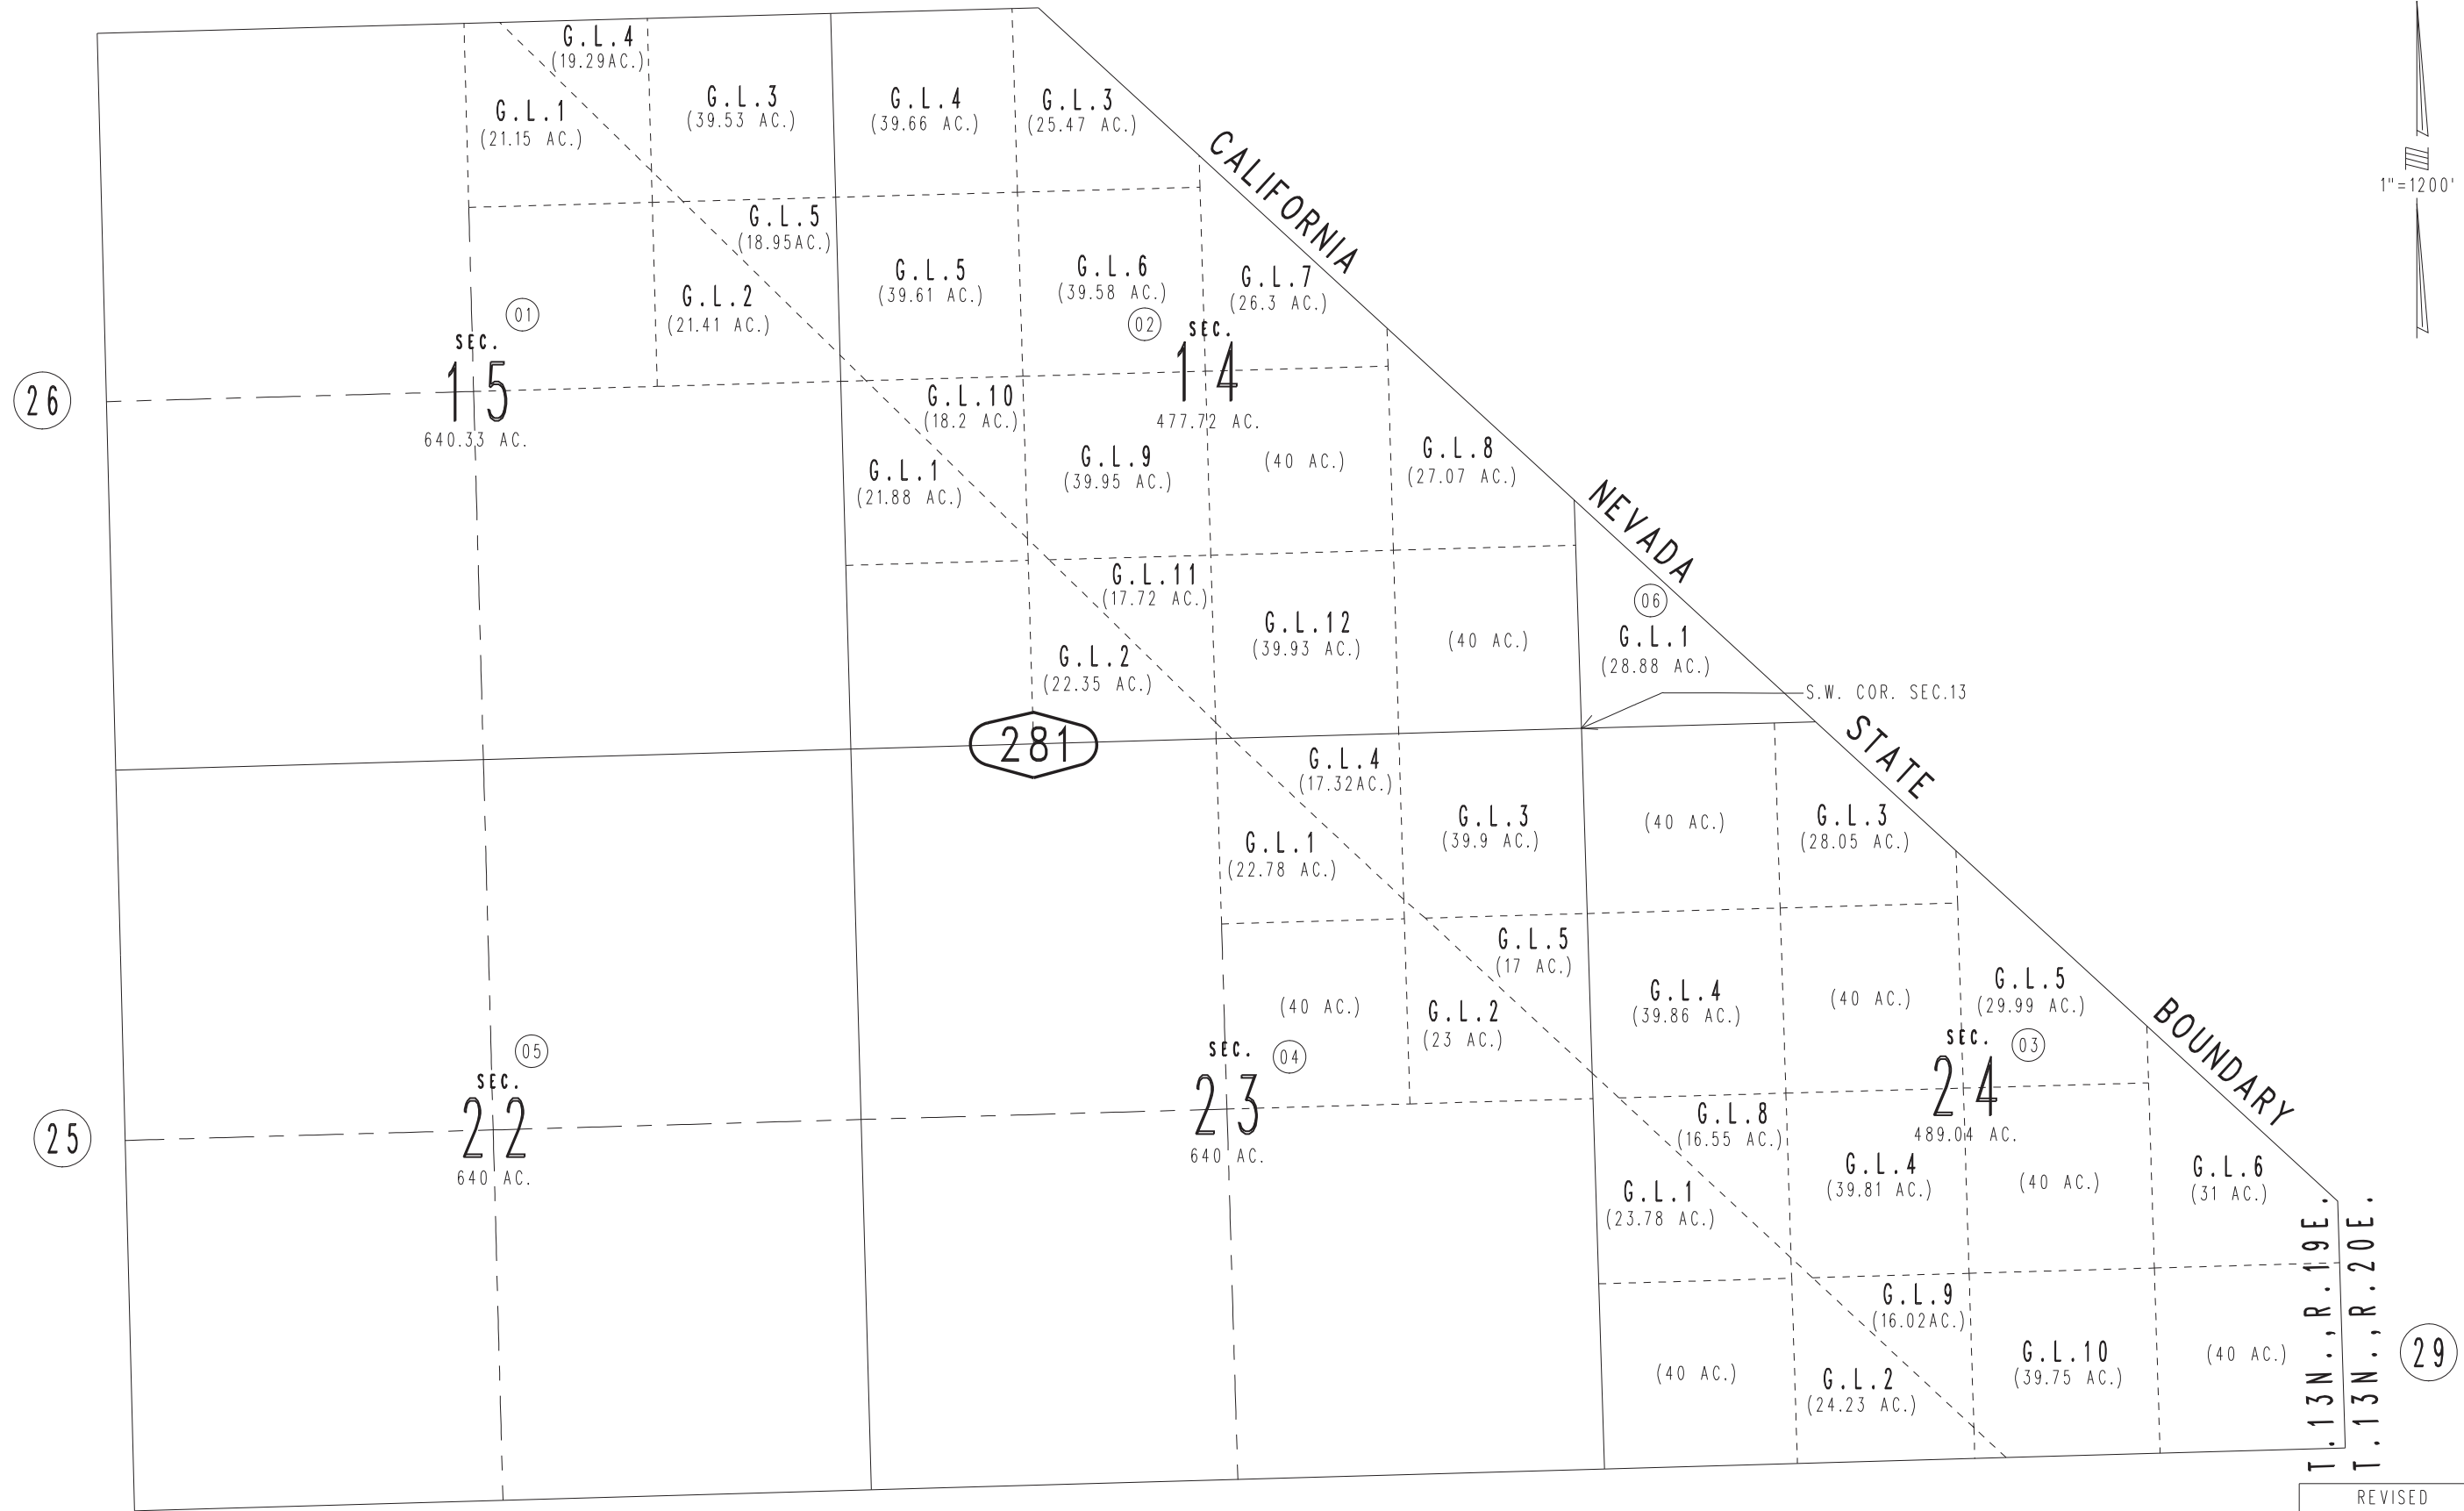 G.L.4
(19.29AC.)
G.L.1
(21.15 AC.)
G.L.3
(39.53 AC.)
G.L.4
(39.66 AC.)
G.L.3
(25.47 AC.)
CALIFORNIA
1"=1200'
G.L.5
(18.95AC.)
G.L.2
(21.41 AC.)
G.L.5
(39.61 AC.)
G.L.6
(39.58 AC.)
G.L.7
(26.3 AC.)
01
02
SEC.
15
640.33 AC.
SEC.
14
477.72 AC.
26
G.L.10
(18.2 AC.)
G.L.1
(21.88 AC.)
G.L.9
(39.95 AC.)
(40 AC.)
G.L.8
(27.07 AC.)
NEVADA
G.L.11
(17.72 AC.)
G.L.2
(22.35 AC.)
G.L.12
(39.93 AC.)
(40 AC.)
06
G.L.1
(28.88 AC.)
S.W. COR. SEC.13
STATE
281
G.L.4
(17.32AC.)
G.L.1
(22.78 AC.)
G.L.3
(39.9 AC.)
(40 AC.)
G.L.3
(28.05 AC.)
G.L.5
(17 AC.)
(40 AC.)
G.L.2
(23 AC.)
G.L.4
(39.86 AC.)
(40 AC.)
G.L.5
(29.99 AC.)
BOUNDARY
25
05
SEC.
22
640 AC.
04
SEC.
23
640 AC.
03
SEC.
24
489.04 AC.
G.L.8
(16.55 AC.)
G.L.1
(23.78 AC.)
G.L.4
(39.81 AC.)
(40 AC.)
G.L.6
(31 AC.)
G.L.9
(16.02AC.)
(40 AC.)
G.L.2
(24.23 AC.)
G.L.10
(39.75 AC.)
(40 AC.)
T.13N.,R.19E.
T.13N.,R.20E.
29
REVISED